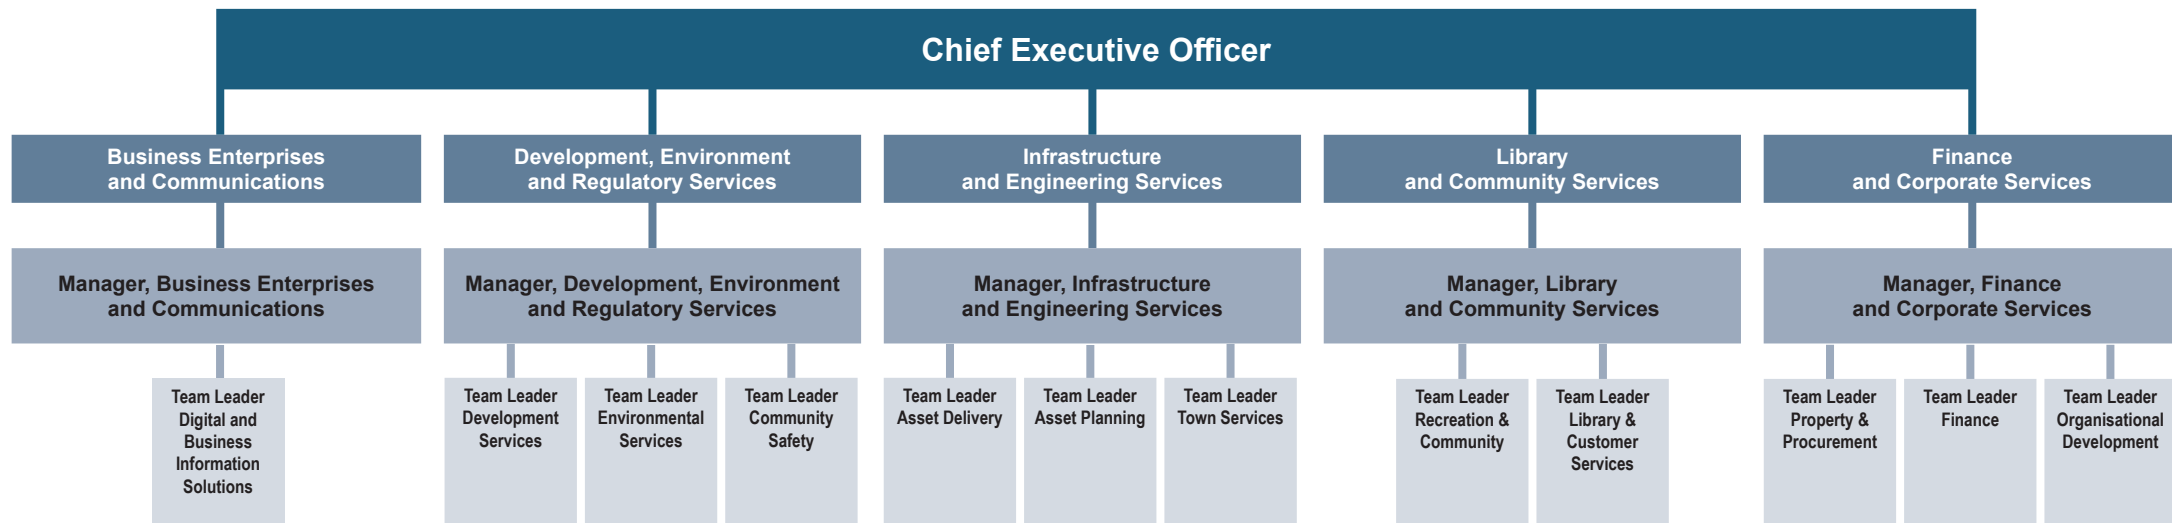 Chief Executive Officer
Business Enterprises
and Communications
Development, Environment
and Regulatory Services
Infrastructure
and Engineering Services
Library
and Community Services
Finance
and Corporate Services
Manager, Business Enterprises
and Communications
Manager, Development, Environment
and Regulatory Services
Manager, Infrastructure
and Engineering Services
Manager, Library
and Community Services
Manager, Finance
and Corporate Services
Team Leader
Digital and
Business
Information
Solutions
Team Leader
Development
Services
Team Leader
Environmental
Services
Team Leader
Community
Safety
Team Leader
Asset Delivery
Team Leader
Asset Planning
Team Leader
Town Services
Team Leader
Recreation &
Community
Team Leader
Library &
Customer
Services
Team Leader
Property &
Procurement
Team Leader
Finance
Team Leader
Organisational
Development